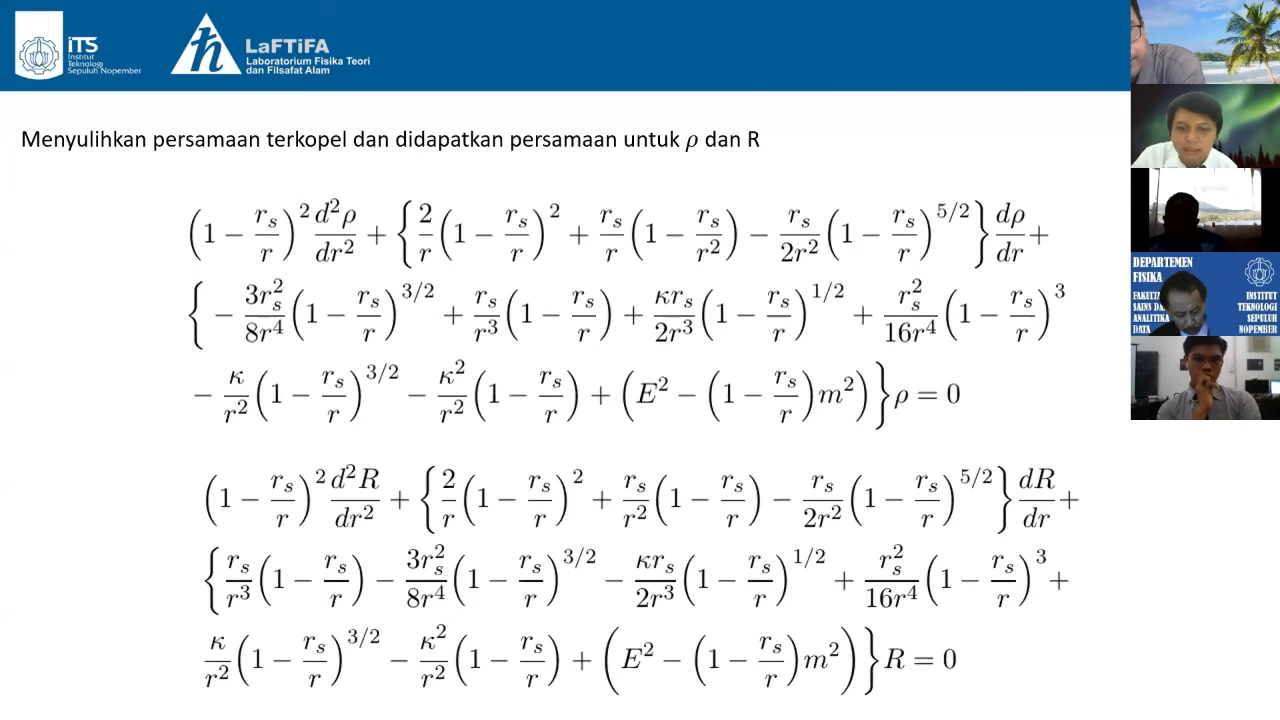 iTS
Institut
Teknologi
Sepuluh Nopember
ħ
LaFTiFA
Laboratorium Fisika Teori
dan Filsafat Alam
Menyulihkan persamaan terkopel dan didapatkan persamaan untuk ρ dan R
(1 − r_s/r)^2 d²ρ/dr² + {2/r (1 − r_s/r)^2 + r_s/r (1 − r_s/r²) − r_s/2r² (1 − r_s/r)^{5/2}} dρ/dr +
{− 3r_s²/8r⁴ (1 − r_s/r)^{3/2} + r_s/r³ (1 − r_s/r) + κr_s/2r³ (1 − r_s/r)^{1/2} + r_s²/16r⁴ (1 − r_s/r)^3
− κ/r² (1 − r_s/r)^{3/2} − κ²/r² (1 − r_s/r) + (E² − (1 − r_s/r)m²)}ρ = 0
(1 − r_s/r)^2 d²R/dr² + {2/r (1 − r_s/r)^2 + r_s/r² (1 − r_s/r) − r_s/2r² (1 − r_s/r)^{5/2}} dR/dr +
{r_s/r³ (1 − r_s/r) − 3r_s²/8r⁴ (1 − r_s/r)^{3/2} − κr_s/2r³ (1 − r_s/r)^{1/2} + r_s²/16r⁴ (1 − r_s/r)^3 +
κ/r² (1 − r_s/r)^{3/2} − κ²/r² (1 − r_s/r) + (E² − (1 − r_s/r)m²)}R = 0
DEPARTEMEN
FISIKA
SAINS
ANALITIKA
DATA
INSTITUT
TEKNOLOGI
SEPULUH
NOPEMBER